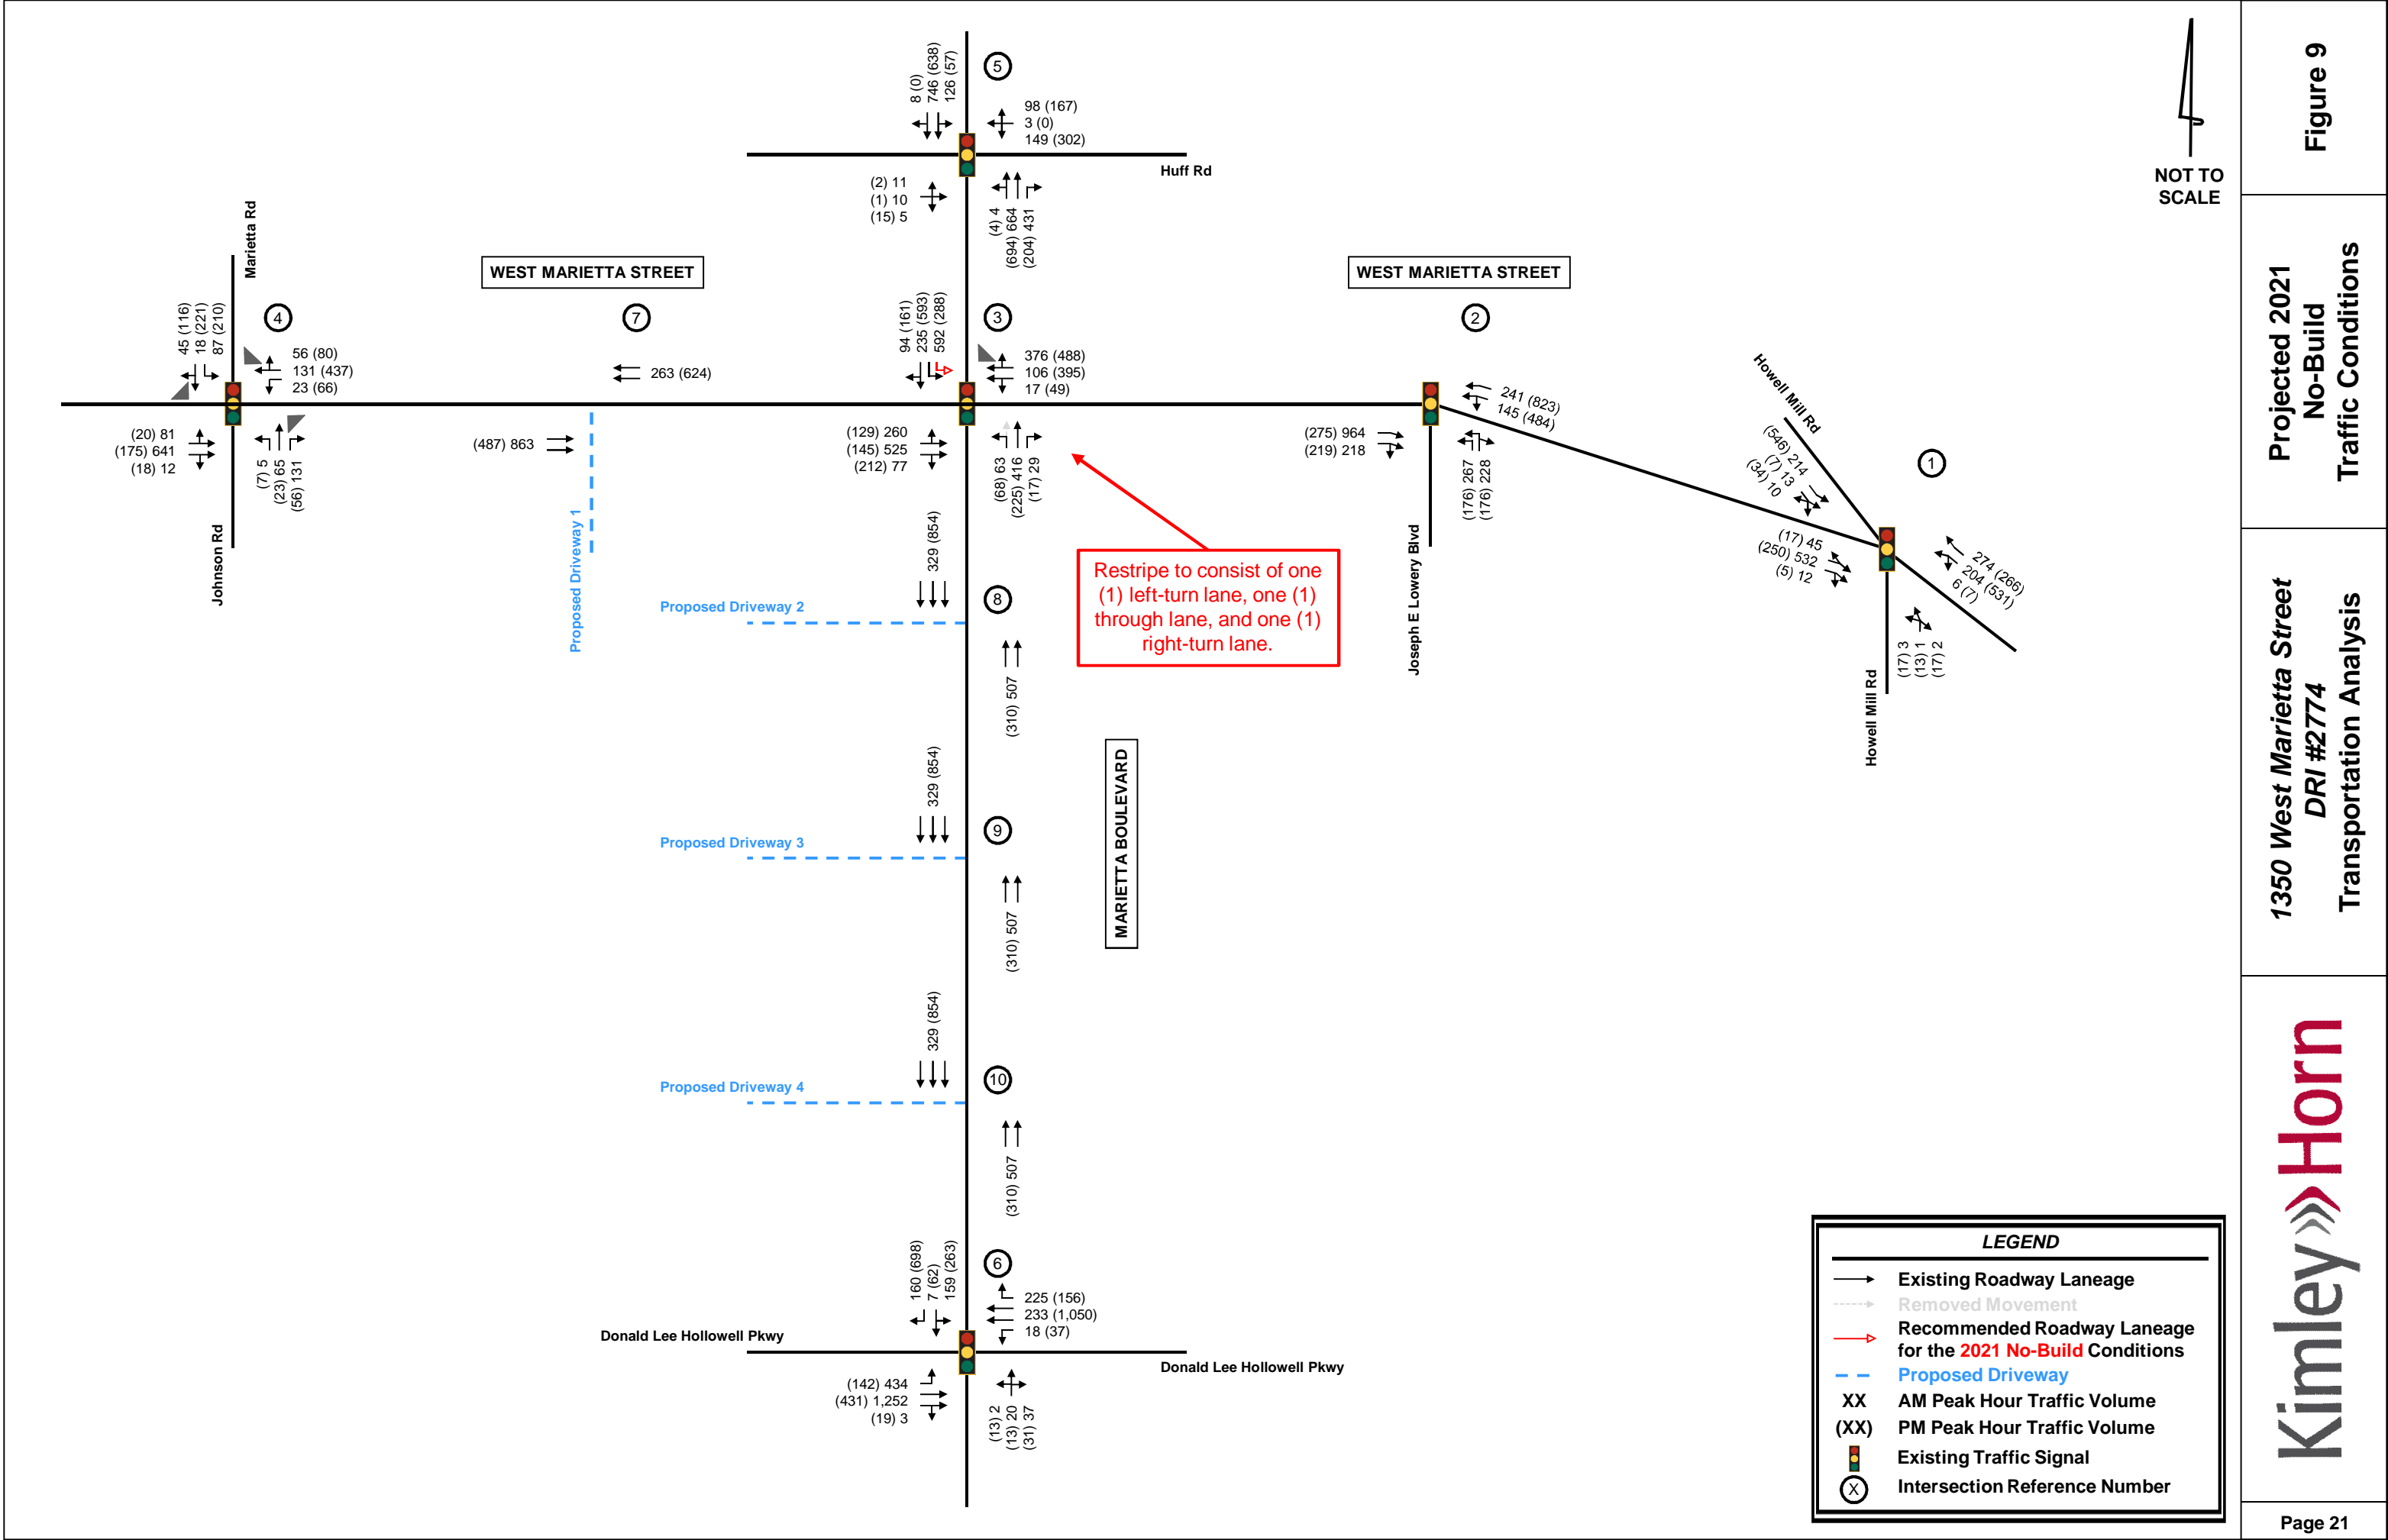 8 (0)
746 (638)
126 (57)
5
98 (167)
3 (0)
149 (302)
Huff Rd
(2) 11
(1) 10
(15) 5
(4) 4
(694) 664
(204) 431
NOT TO
SCALE
Marietta Rd
WEST MARIETTA STREET
WEST MARIETTA STREET
45 (116)
18 (221)
87 (210)
4
56 (80)
131 (437)
23 (66)
(20) 81
(175) 641
(18) 12
(7) 5
(23) 65
(56) 131
Johnson Rd
7
263 (624)
(487) 863
Proposed Driveway 1
94 (161)
235 (593)
592 (288)
3
376 (488)
106 (395)
17 (49)
(129) 260
(145) 525
(212) 77
(68) 63
(225) 416
(17) 29
2
241 (823)
145 (484)
(275) 964
(219) 218
(176) 267
(176) 228
Joseph E Lowery Blvd
Howell Mill Rd
1
(546) 214
(7) 13
(34) 10
(17) 45
(250) 532
(5) 12
274 (266)
204 (531)
6 (7)
(17) 3
(13) 1
(17) 2
Howell Mill Rd
Restripe to consist of one
(1) left-turn lane, one (1)
through lane, and one (1)
right-turn lane.
329 (854)
8
Proposed Driveway 2
(310) 507
MARIETTA BOULEVARD
329 (854)
9
Proposed Driveway 3
(310) 507
329 (854)
10
Proposed Driveway 4
(310) 507
160 (698)
7 (62)
159 (263)
6
225 (156)
233 (1,050)
18 (37)
Donald Lee Hollowell Pkwy
Donald Lee Hollowell Pkwy
(142) 434
(431) 1,252
(19) 3
(13) 2
(13) 20
(31) 37
LEGEND
Existing Roadway Laneage
Removed Movement
Recommended Roadway Laneage
for the 2021 No-Build Conditions
Proposed Driveway
XX AM Peak Hour Traffic Volume
(XX) PM Peak Hour Traffic Volume
Existing Traffic Signal
X Intersection Reference Number
Figure 9
Projected 2021
No-Build
Traffic Conditions
1350 West Marietta Street
DRI #2774
Transportation Analysis
Kimley»Horn
Page 21